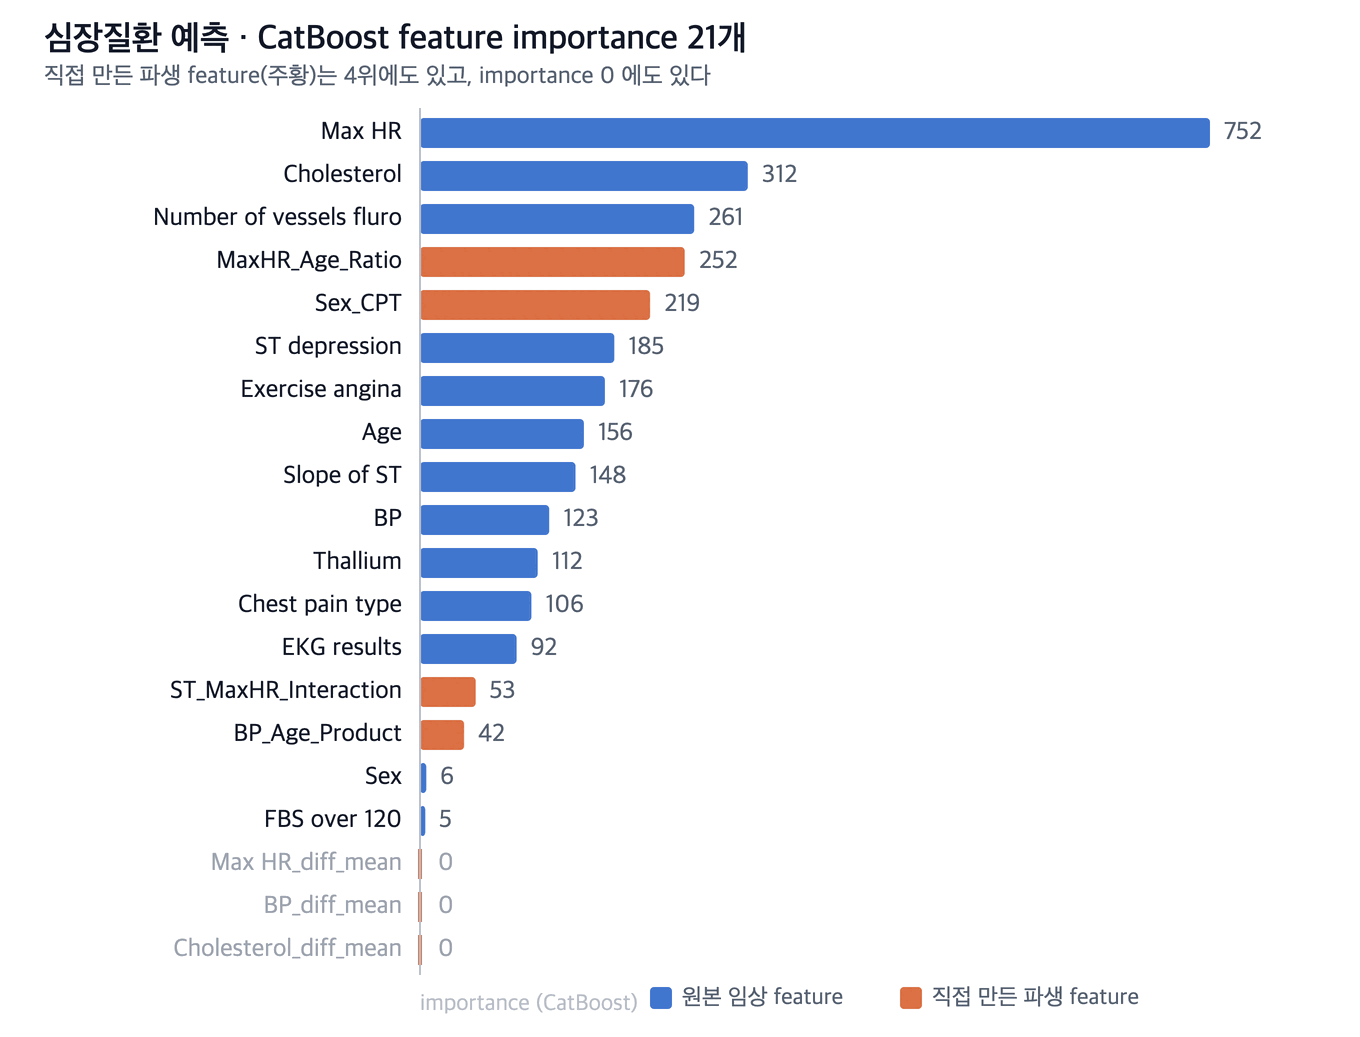 심장질환 예측 · CatBoost feature importance 21개
직접 만든 파생 feature(주황)는 4위에도 있고, importance 0 에도 있다
Max HR 752
Cholesterol 312
Number of vessels fluro 261
MaxHR_Age_Ratio 252
Sex_CPT 219
ST depression 185
Exercise angina 176
Age 156
Slope of ST 148
BP 123
Thallium 112
Chest pain type 106
EKG results 92
ST_MaxHR_Interaction 53
BP_Age_Product 42
Sex 6
FBS over 120 5
Max HR_diff_mean 0
BP_diff_mean 0
Cholesterol_diff_mean 0
importance (CatBoost) 원본 임상 feature 직접 만든 파생 feature